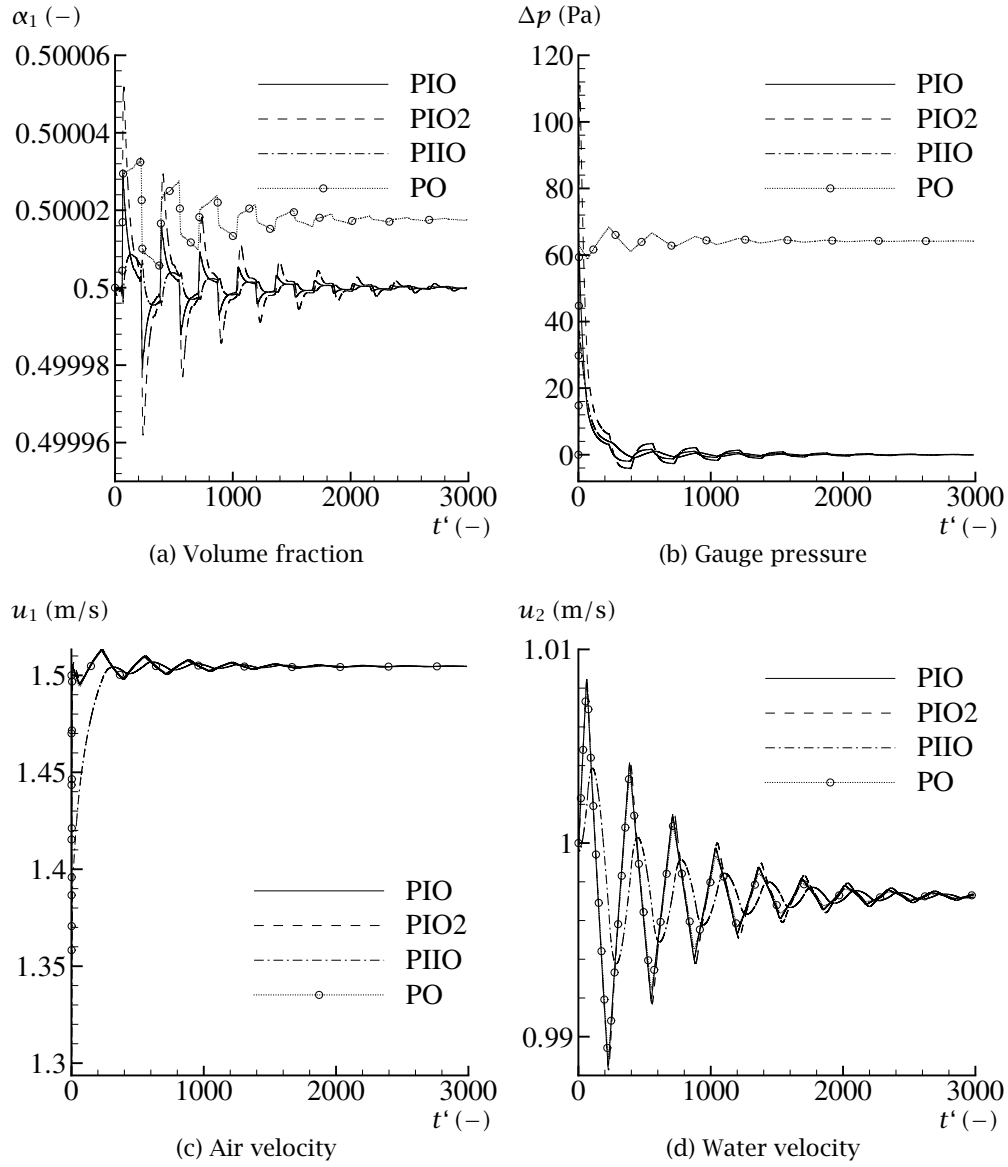 α₁ (−)
0.50006
0.50004
0.50002
0.5
0.49998
0.49996
0 1000 2000 3000
t‘ (−)
PIO
PIO2
PIIO
PO
(a) Volume fraction
Δp (Pa)
120
100
80
60
40
20
0
0 1000 2000 3000
t‘ (−)
PIO
PIO2
PIIO
PO
(b) Gauge pressure
u₁ (m/s)
1.5
1.45
1.4
1.35
1.3
0 1000 2000 3000
t‘ (−)
PIO
PIO2
PIIO
PO
(c) Air velocity
u₂ (m/s)
1.01
1
0.99
0 1000 2000 3000
t‘ (−)
PIO
PIO2
PIIO
PO
(d) Water velocity